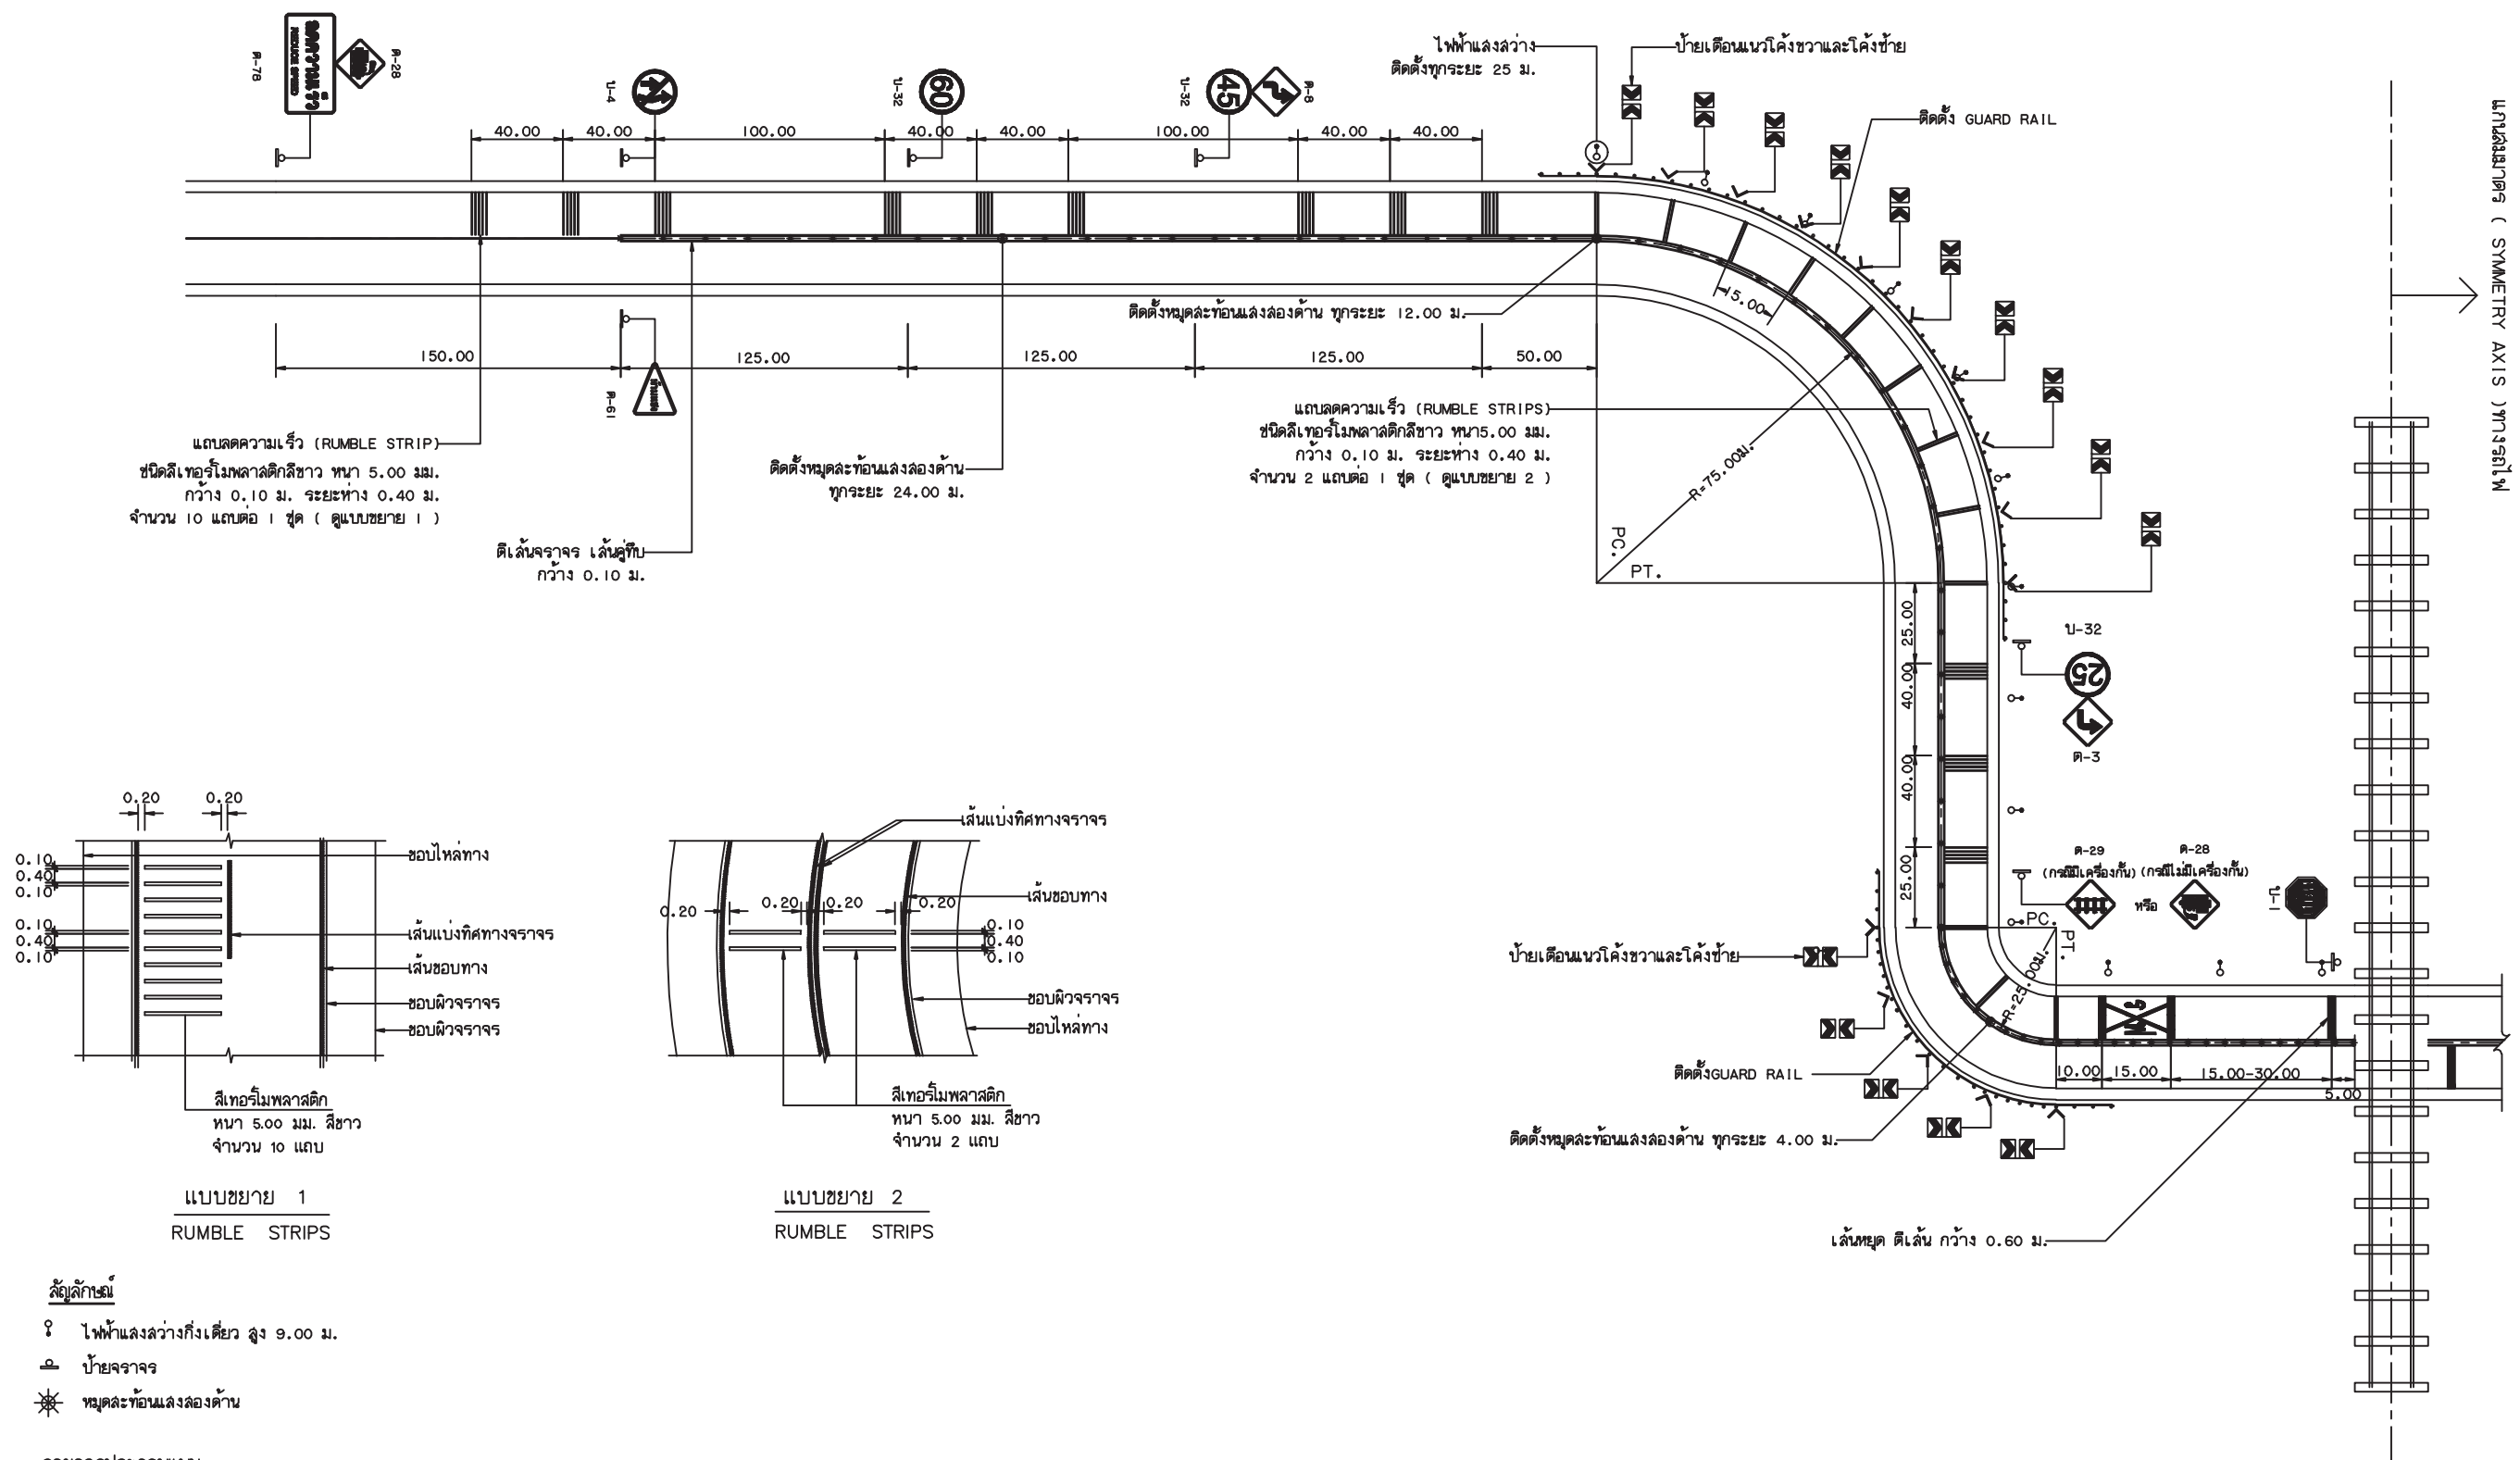 ต-78
ลดความเร็ว
REDUCE SPEED
ต-28
บ-4
บ-32
60
บ-32
45
ต-8
ไฟฟ้าแสงสว่าง
ติดตั้งทุกระยะ 25 ม.
ป้ายเตือนแนวโค้งขวาและโค้งซ้าย
ติดตั้ง GUARD RAIL
แกนสมมาตร ( SYMMETRY AXIS )ทางรถไฟ
40.00
40.00
100.00
40.00
40.00
100.00
40.00
40.00
15.00
ติดตั้งหมุดสะท้อนแสงสองด้าน ทุกระยะ 12.00 ม.
150.00
125.00
125.00
125.00
50.00
ต-61
แถบลดความเร็ว (RUMBLE STRIP)
ชนิดสีเทอร์โมพลาสติกสีขาว หนา 5.00 มม.
กว้าง 0.10 ม. ระยะห่าง 0.40 ม.
จำนวน 10 แถบต่อ 1 ชุด ( ดูแบบขยาย 1 )
ติดตั้งหมุดสะท้อนแสงสองด้าน
ทุกระยะ 24.00 ม.
ตีเส้นจราจร เส้นคู่ทึบ
กว้าง 0.10 ม.
แถบลดความเร็ว (RUMBLE STRIPS)
ชนิดสีเทอร์โมพลาสติกสีขาว หนา5.00 มม.
กว้าง 0.10 ม. ระยะห่าง 0.40 ม.
จำนวน 2 แถบต่อ 1 ชุด ( ดูแบบขยาย 2 )
R=75.00ม.
PC.
PT.
25.00
40.00
40.00
25.00
บ-32
25
ต-3
ต-29
(กรณีมีเครื่องกั้น)
หรือ
ต-28
(กรณีไม่มีเครื่องกั้น)
บ-1
PC.
PT.
R=25.00ม.
10.00
15.00
15.00-30.00
5.00
ป้ายเตือนแนวโค้งขวาและโค้งซ้าย
ติดตั้งGUARD RAIL
ติดตั้งหมุดสะท้อนแสงสองด้าน ทุกระยะ 4.00 ม.
เส้นหยุด ตีเส้น กว้าง 0.60 ม.
0.20
0.20
0.10
0.40
0.10
0.10
0.40
0.10
ขอบไหล่ทาง
เส้นแบ่งทิศทางจราจร
เส้นขอบทาง
ขอบผิวจราจร
ขอบผิวจราจร
สีเทอร์โมพลาสติก
หนา 5.00 มม. สีขาว
จำนวน 10 แถบ
แบบขยาย 1
RUMBLE STRIPS
เส้นแบ่งทิศทางจราจร
เส้นขอบทาง
0.20
0.20
0.20
0.20
0.10
0.40
0.10
ขอบผิวจราจร
ขอบไหล่ทาง
สีเทอร์โมพลาสติก
หนา 5.00 มม. สีขาว
จำนวน 2 แถบ
แบบขยาย 2
RUMBLE STRIPS
สัญลักษณ์
ไฟฟ้าแสงสว่างกิ่งเดี่ยว สูง 9.00 ม.
ป้ายจราจร
หมุดสะท้อนแสงสองด้าน